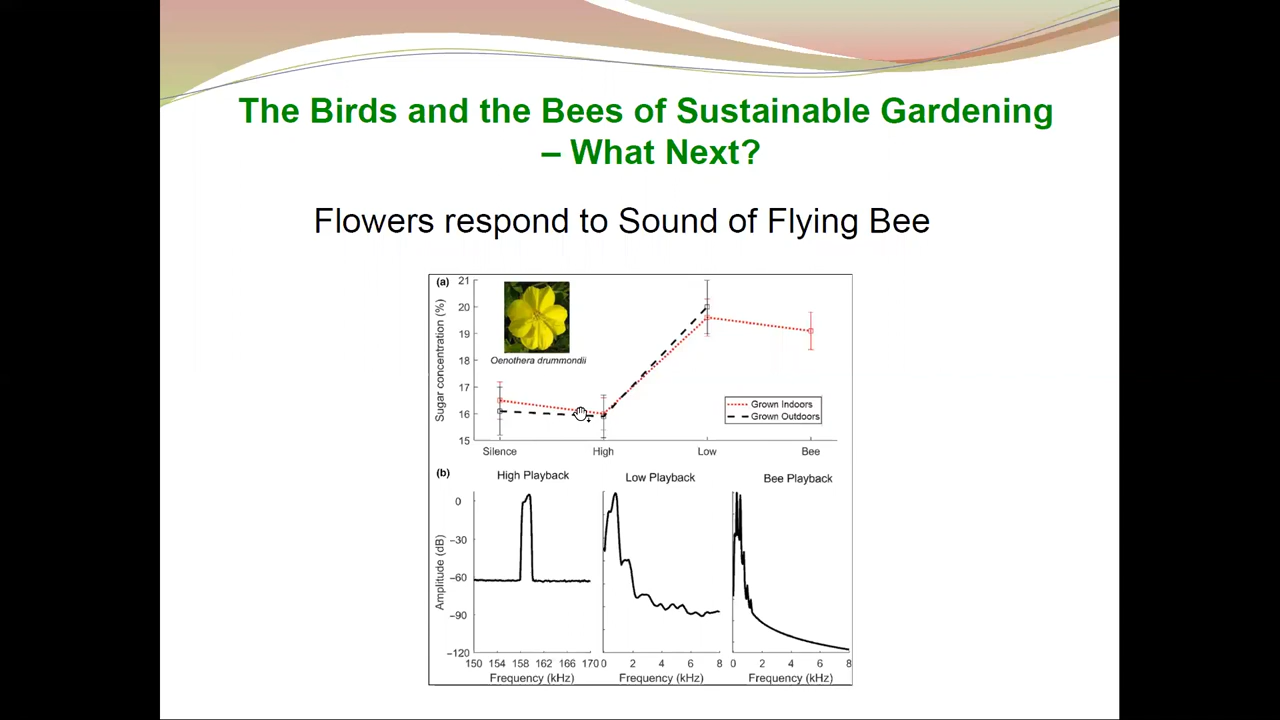 The Birds and the Bees of Sustainable Gardening
– What Next?
Flowers respond to Sound of Flying Bee
(a)
Sugar concentration (%)
21
20
19
18
17
16
15
Oenothera drummondii
Grown Indoors
Grown Outdoors
Silence High Low Bee
(b)
High Playback Low Playback Bee Playback
Amplitude (dB)
0
−30
−60
−90
−120
150 154 158 162 166 170 0 2 4 6 8 0 2 4 6 8
Frequency (kHz) Frequency (kHz) Frequency (kHz)